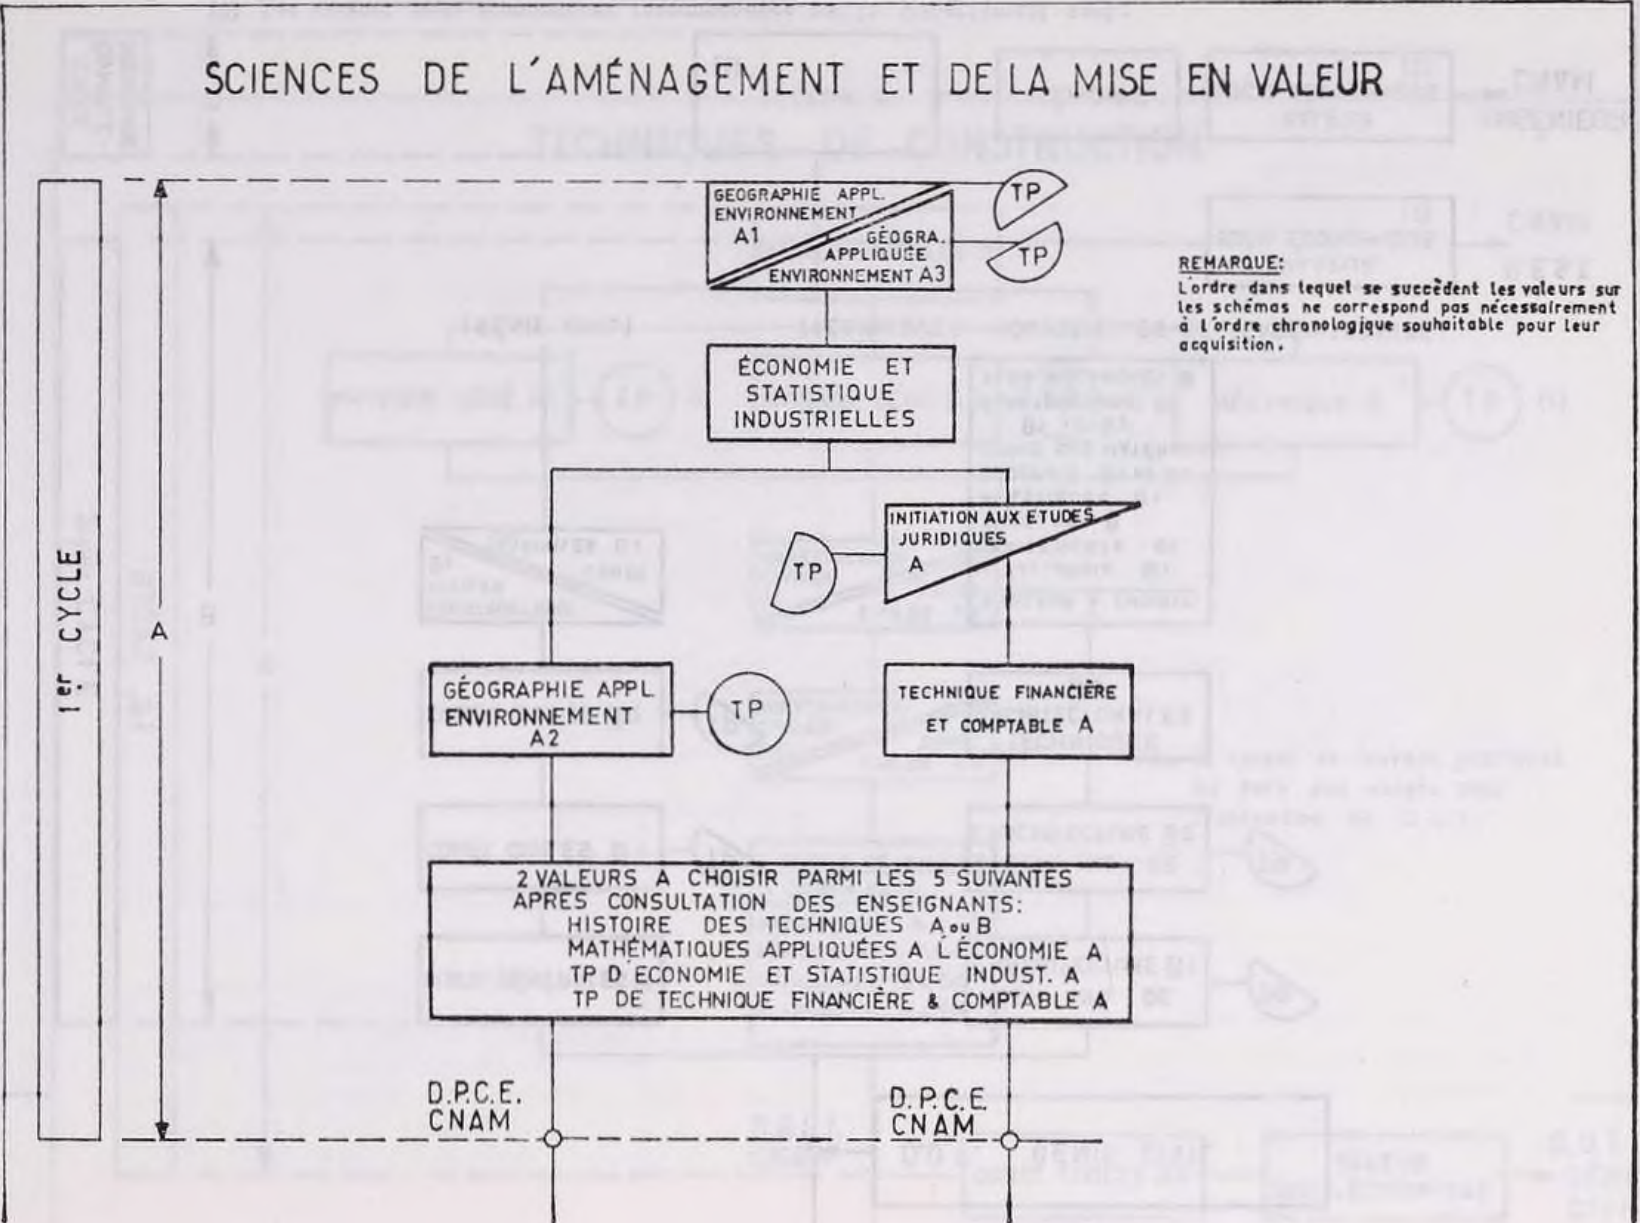 SCIENCES DE L'AMÉNAGEMENT ET DE LA MISE EN VALEUR
GEOGRAPHIE APPL.
ENVIRONNEMENT
A1
GÉOGRA.
APPLIQUÉE
ENVIRONNEMENT A3
TP
TP
REMARQUE:
L'ordre dans lequel se succèdent les valeurs sur
les schémas ne correspond pas nécessairement
à l'ordre chronologique souhaitable pour leur
acquisition.
ÉCONOMIE ET
STATISTIQUE
INDUSTRIELLES
INITIATION AUX ETUDES
JURIDIQUES
A
TP
1er CYCLE
A
GÉOGRAPHIE APPL
ENVIRONNEMENT
A2
TP
TECHNIQUE FINANCIÈRE
ET COMPTABLE A
2 VALEURS A CHOISIR PARMI LES 5 SUIVANTES
APRES CONSULTATION DES ENSEIGNANTS:
HISTOIRE DES TECHNIQUES A ou B
MATHÉMATIQUES APPLIQUÉES A L'ÉCONOMIE A
TP D'ECONOMIE ET STATISTIQUE INDUST. A
TP DE TECHNIQUE FINANCIÈRE & COMPTABLE A
D.P.C.E.
CNAM
D.P.C.E
CNAM